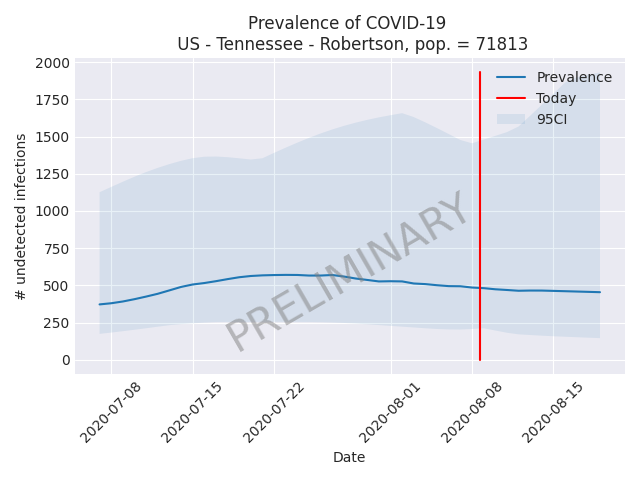 Prevalence of COVID-19
US - Tennessee - Robertson, pop. = 71813
2000
1750
1500
1250
1000
750
500
250
0
# undetected infections
Prevalence
Today
95CI
PRELIMINARY
2020-07-08
2020-07-15
2020-07-22
2020-08-01
2020-08-08
2020-08-15
Date